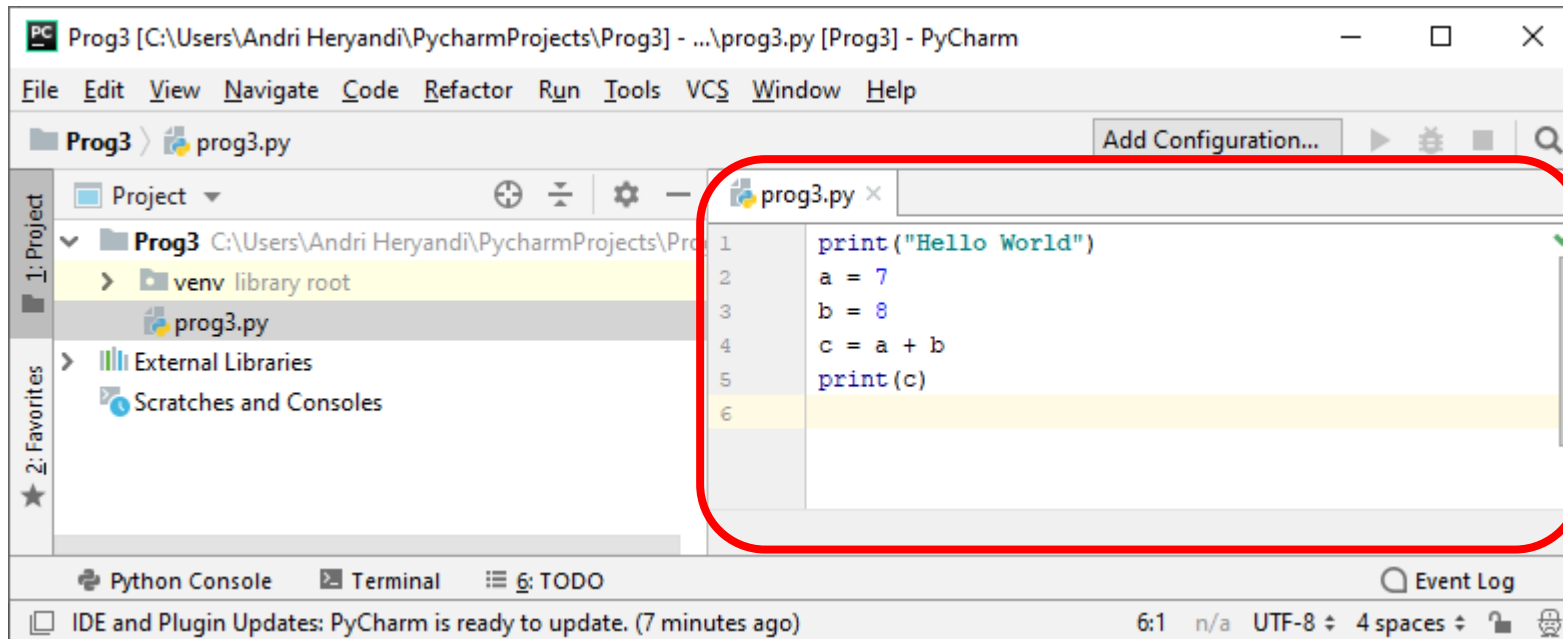 PC Prog3 [C:\Users\Andri Heryandi\PycharmProjects\Prog3] - ...\prog3.py [Prog3] - PyCharm
File Edit View Navigate Code Refactor Run Tools VCS Window Help
Prog3 prog3.py Add Configuration...
1: Project
2: Favorites
Project
Prog3 C:\Users\Andri Heryandi\PycharmProjects\Pro
venv library root
prog3.py
External Libraries
Scratches and Consoles
prog3.py
1 print("Hello World")
2 a = 7
3 b = 8
4 c = a + b
5 print(c)
6
Python Console Terminal 6: TODO Event Log
IDE and Plugin Updates: PyCharm is ready to update. (7 minutes ago) 6:1 n/a UTF-8 4 spaces